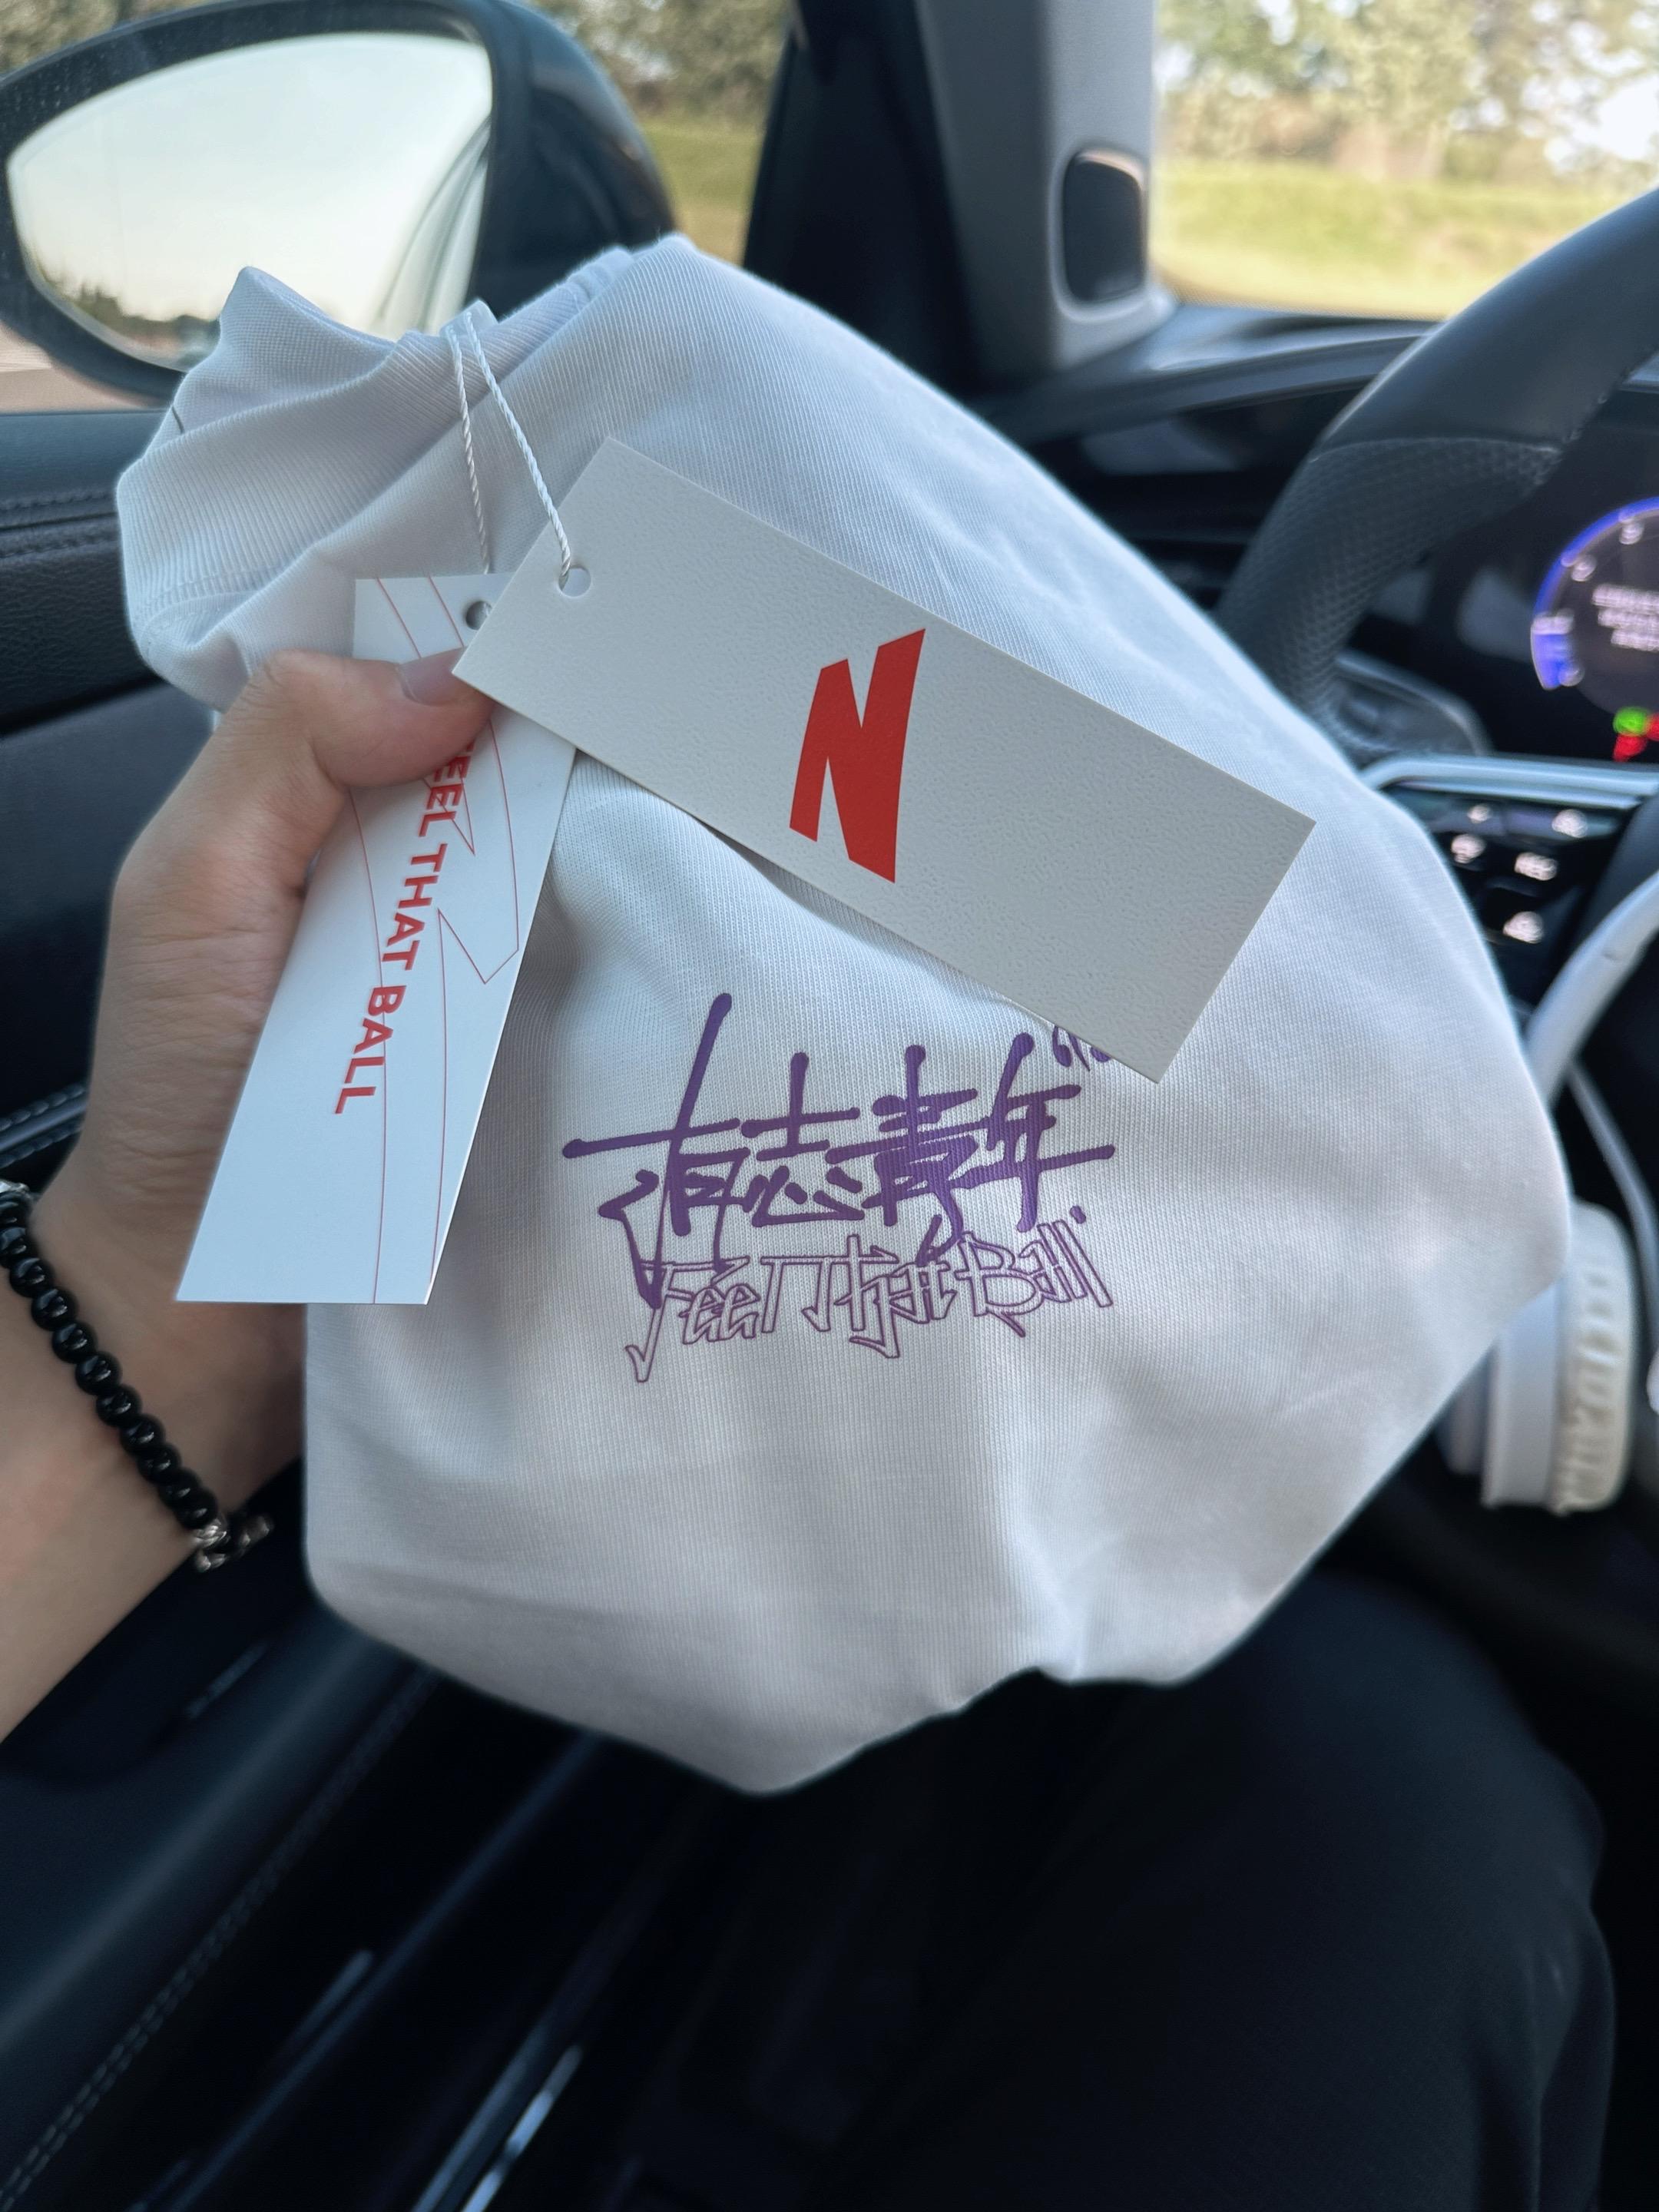 N
FEEL THAT BALL
有志青年
Feel That Ball